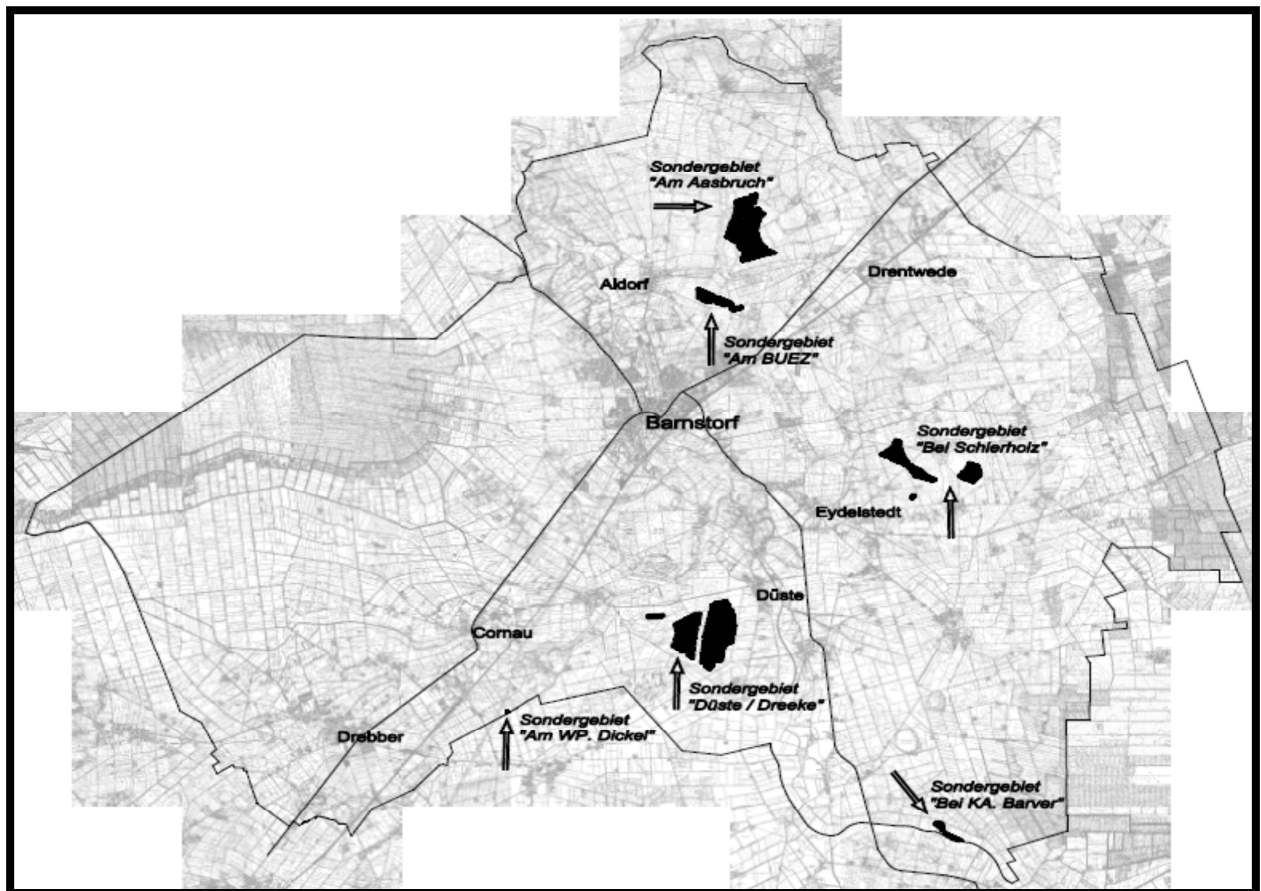 Sondergebiet
"Am Aasbruch"
Drentwede
Aldorf
Sondergebiet
"Am BUEZ"
Barnstorf
Sondergebiet
"Bei Schierholz"
Eydelstedt
Düste
Cornau
Sondergebiet
"Düste / Dreeke"
Sondergebiet
"Am WP. Dickel"
Drebber
Sondergebiet
"Bei KA. Barver"